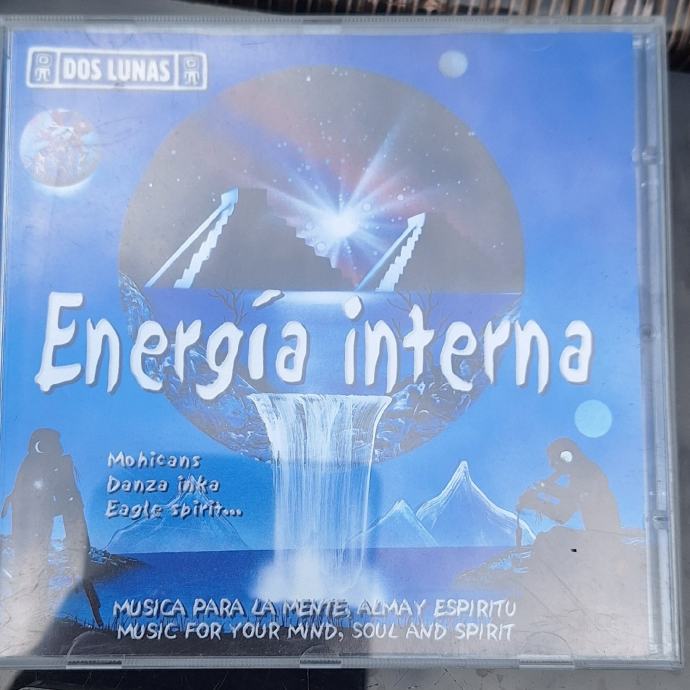 DOS LUNAS
Energía interna
Mohicans
Danza inka
Eagle spirit...
MUSICA PARA LA MENTE, ALMA Y ESPIRITU
MUSIC FOR YOUR MIND, SOUL AND SPIRIT